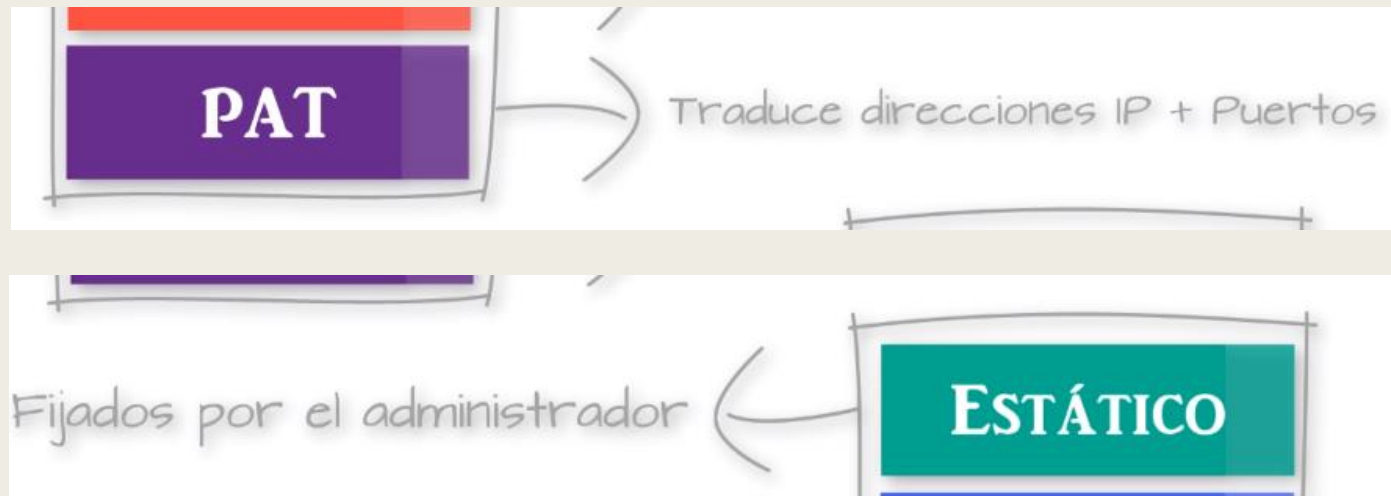 PAT
Traduce direcciones IP + Puertos
Fijados por el administrador
ESTÁTICO